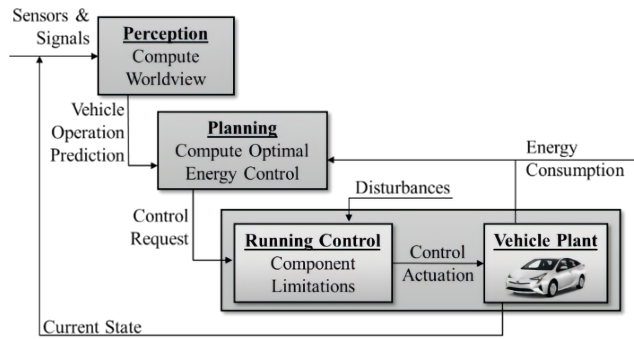 Sensors &
Signals
Perception
Compute
Worldview
Vehicle
Operation
Prediction
Planning
Compute Optimal
Energy Control
Energy
Consumption
Disturbances
Control
Request
Running Control
Component
Limitations
Control
Actuation
Vehicle Plant
Current State